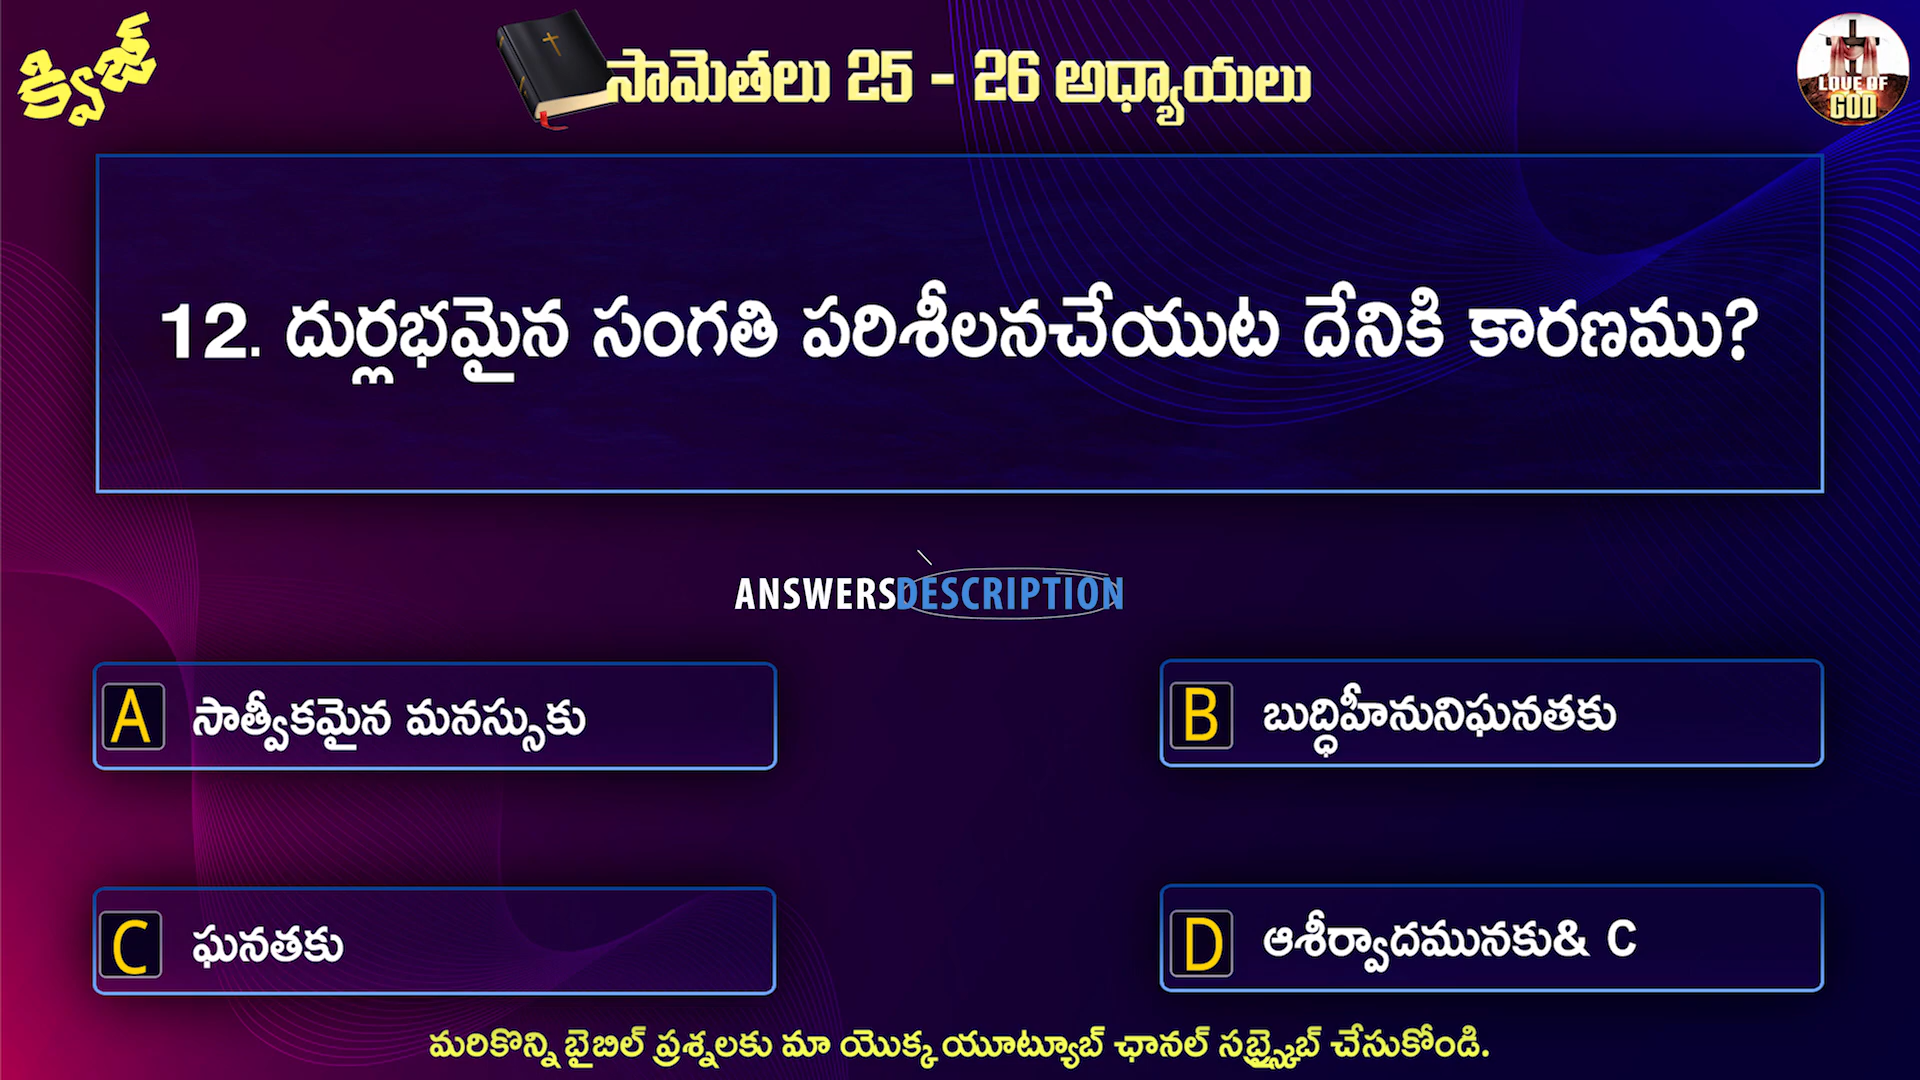 క్విజ్
సామెతలు 25 - 26 అధ్యాయలు
LOVE OF
GOD
12. దుర్లభమైన సంగతి పరిశీలనచేయుట దేనికి కారణము?
ANSWERSDESCRIPTION
A సాత్వీకమైన మనస్సుకు
B బుద్ధిహీనునిఘనతకు
C ఘనతకు
D ఆశీర్వాదమునకు& C
మరికొన్ని బైబిల్ ప్రశ్నలకు మా యొక్క యూట్యూబ్ ఛానల్ సబ్స్క్రైబ్ చేసుకోండి.